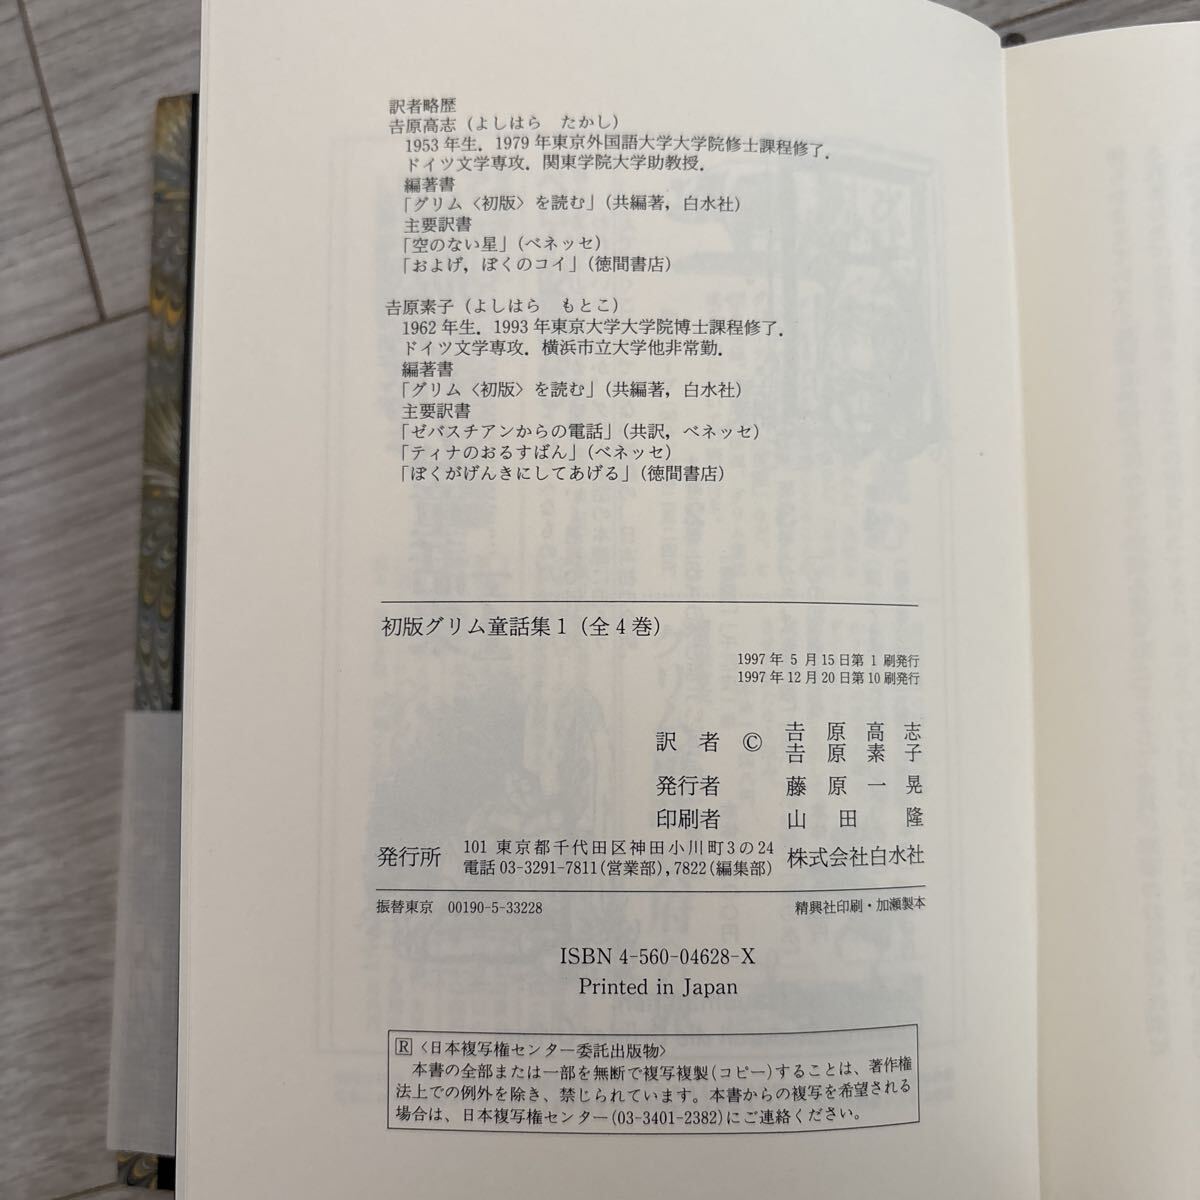 訳者略歴
𠮷原高志（よしはら　たかし）
1953 年生．1979 年東京外国語大学大学院修士課程修了．
ドイツ文学専攻．関東学院大学助教授．
編著書
「グリム〈初版〉を読む」（共編著，白水社）
主要訳書
「空のない星」（ベネッセ）
「およげ，ぼくのコイ」（徳間書店）
𠮷原素子（よしはら　もとこ）
1962 年生．1993 年東京大学大学院博士課程修了．
ドイツ文学専攻．横浜市立大学他非常勤．
編著書
「グリム〈初版〉を読む」（共編著，白水社）
主要訳書
「ゼバスチアンからの電話」（共訳，ベネッセ）
「ティナのおるすばん」（ベネッセ）
「ぼくがげんきにしてあげる」（徳間書店）
初版グリム童話集 1（全 4 巻）
1997 年 5 月 15 日第 1 刷発行
1997 年 12 月 20 日第 10 刷発行
訳　者　©　𠮷　原　高　志
𠮷　原　素　子
発行者　藤　原　一　晃
印刷者　山　田　隆
発行所　101 東京都千代田区神田小川町3の24
電話 03-3291-7811（営業部），7822（編集部）　株式会社白水社
振替東京　00190-5-33228　精興社印刷・加瀬製本
ISBN 4-560-04628-X
Printed in Japan
R〈日本複写権センター委託出版物〉
本書の全部または一部を無断で複写複製（コピー）することは、著作権
法上での例外を除き、禁じられています。本書からの複写を希望される
場合は、日本複写権センター（03-3401-2382）にご連絡ください。